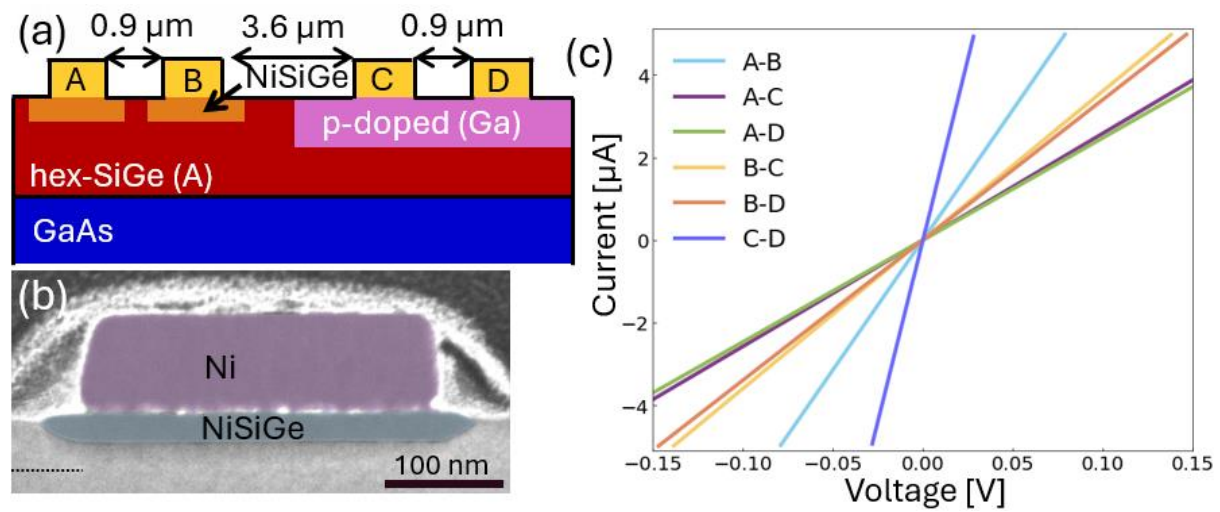 (a)
0.9 µm
3.6 µm
0.9 µm
A
B
NiSiGe
C
D
p-doped (Ga)
hex-SiGe (A)
GaAs
(b)
Ni
NiSiGe
100 nm
(c)
A-B
A-C
A-D
B-C
B-D
C-D
Current [µA]
4
2
0
−2
−4
−0.15
−0.10
−0.05
0.00
0.05
0.10
0.15
Voltage [V]